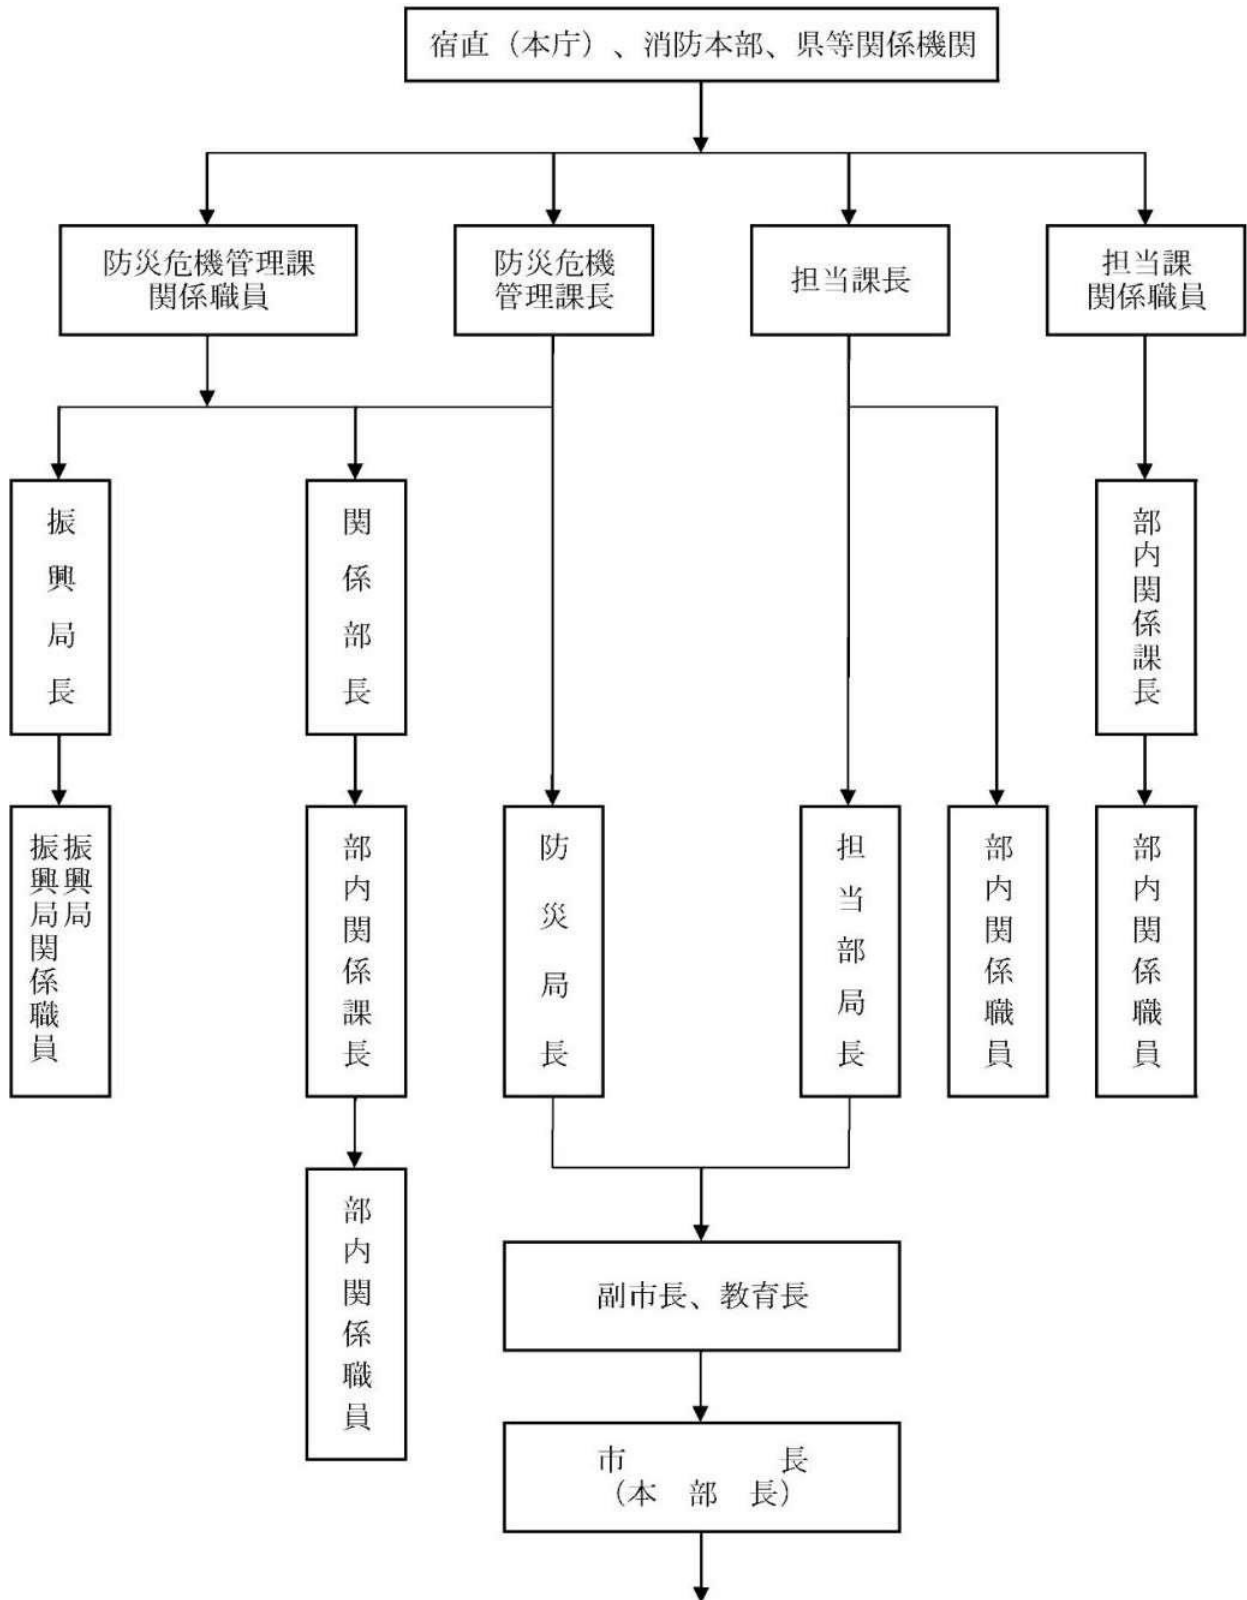 宿直（本庁）、消防本部、県等関係機関
防災危機管理課
関係職員
防災危機
管理課長
担当課長
担当課
関係職員
振興局長
関係部長
部内関係課長
振興局
振興局関係職員
部内関係課長
防災局長
担当部局長
部内関係職員
部内関係職員
部内関係職員
副市長、教育長
市　　　　　長
（本　部　長）